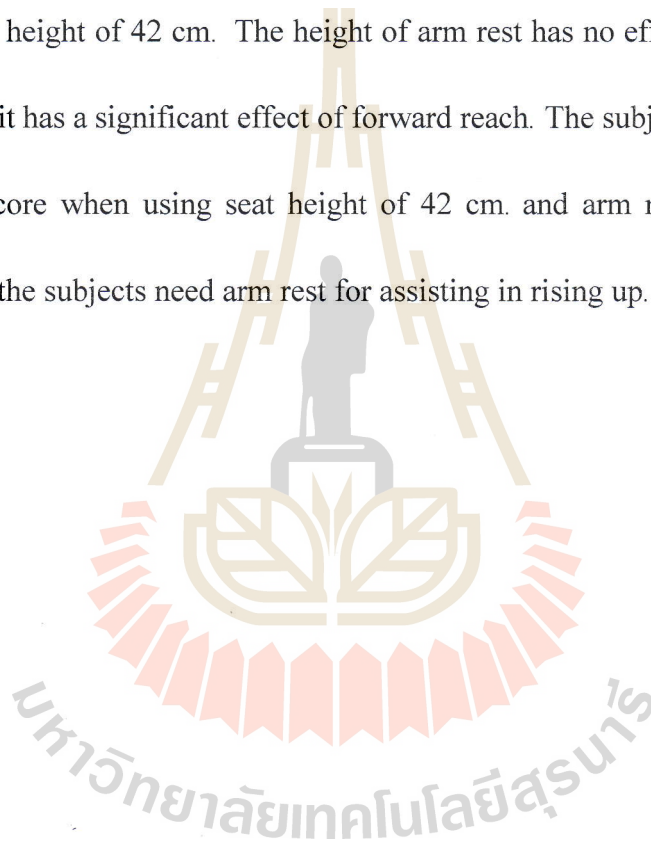 height of 42 cm. The height of arm rest has no
it has a significant effect of forward reach. The
when using seat height of 42 cm. and arm
the subjects need arm rest for assisting in rising up.
มหาวิทยาลัยเทคโนโลยีสุรนารี